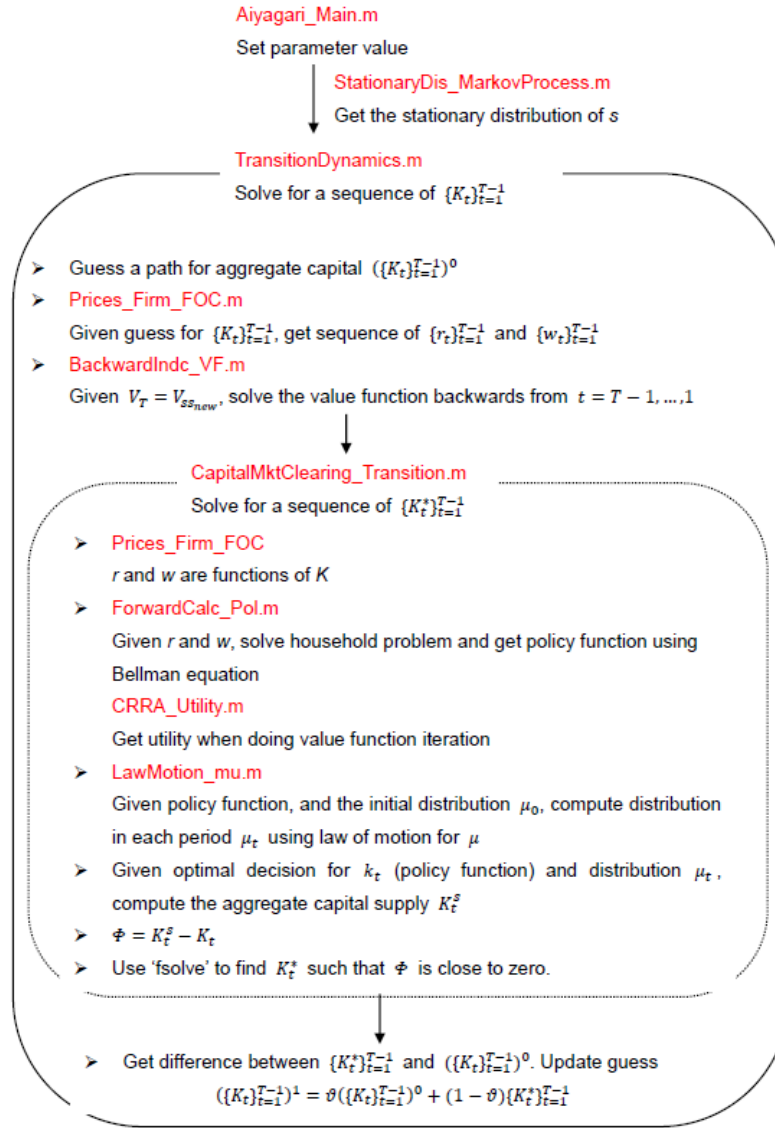 Aiyagari_Main.m
Set parameter value
StationaryDis_MarkovProcess.m
Get the stationary distribution of s
TransitionDynamics.m
Solve for a sequence of {K_t}_{t=1}^{T-1}
➢ Guess a path for aggregate capital ({K_t}_{t=1}^{T-1})^0
➢ Prices_Firm_FOC.m
Given guess for {K_t}_{t=1}^{T-1}, get sequence of {r_t}_{t=1}^{T-1} and {w_t}_{t=1}^{T-1}
➢ BackwardIndc_VF.m
Given V_T = V_{ss_{new}}, solve the value function backwards from t = T − 1, … ,1
CapitalMktClearing_Transition.m
Solve for a sequence of {K_t^*}_{t=1}^{T-1}
➢ Prices_Firm_FOC
r and w are functions of K
➢ ForwardCalc_Pol.m
Given r and w, solve household problem and get policy function using
Bellman equation
CRRA_Utility.m
Get utility when doing value function iteration
➢ LawMotion_mu.m
Given policy function, and the initial distribution μ_0, compute distribution
in each period μ_t using law of motion for μ
➢ Given optimal decision for k_t (policy function) and distribution μ_t ,
compute the aggregate capital supply K_t^s
➢ Φ = K_t^s − K_t
➢ Use ‘fsolve’ to find K_t^* such that Φ is close to zero.
➢ Get difference between {K_t^*}_{t=1}^{T-1} and ({K_t}_{t=1}^{T-1})^0. Update guess
({K_t}_{t=1}^{T-1})^1 = ϑ({K_t}_{t=1}^{T-1})^0 + (1 − ϑ){K_t^*}_{t=1}^{T-1}